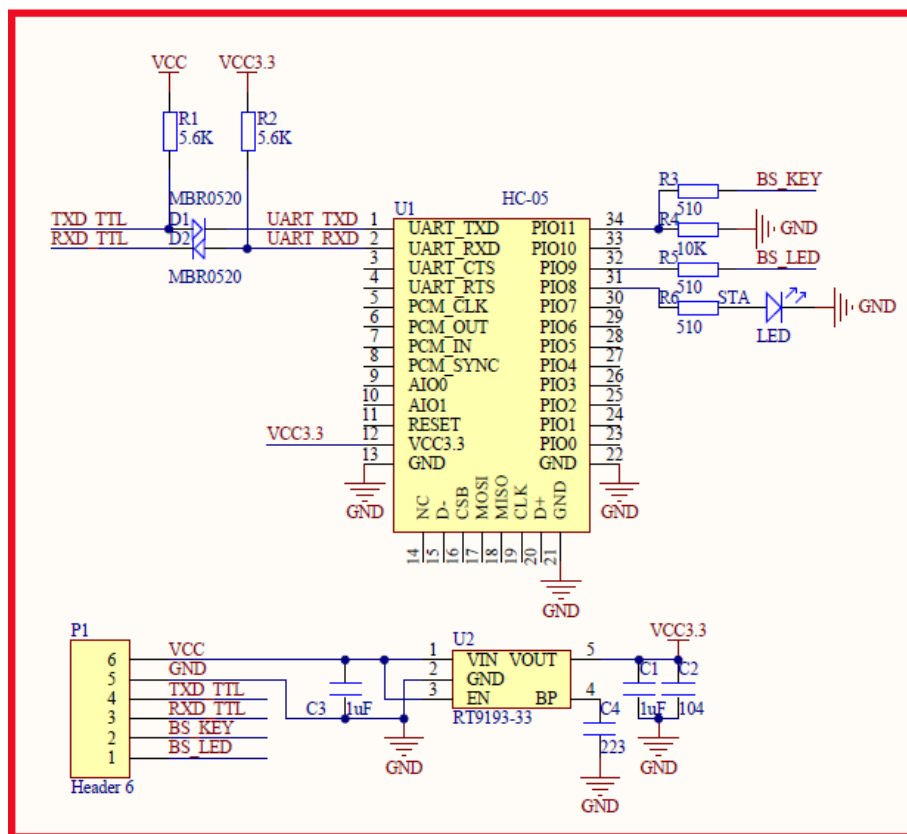 VCC VCC3.3
R1 R2
5.6K 5.6K
MBR0520
TXD_TTL D1 UART_TXD
RXD_TTL D2 UART_RXD
MBR0520
U1 HC-05
1 UART_TXD
2 UART_RXD
3 UART_CTS
4 UART_RTS
5 PCM_CLK
6 PCM_OUT
7 PCM_IN
8 PCM_SYNC
9 AIO0
10 AIO1
11 RESET
VCC3.3 12 VCC3.3
13 GND
GND
PIO11 34
PIO10 33
PIO9 32
PIO8 31
PIO7 30
PIO6 29
PIO5 28
PIO4 27
PIO3 26
PIO2 25
PIO1 24
PIO0 23
GND 22
GND
NC D- CSB MOSI MISO CLK D+ GND
14 15 16 17 18 19 20 21
GND
R3 BS_KEY
510
R4 GND
10K
R5 BS_LED
510
R6 STA GND
510 LED
P1
6 VCC
5 GND
4 TXD_TTL
3 RXD_TTL
2 BS_KEY
1 BS_LED
Header 6
C3 1uF
GND
U2
1 VIN VOUT 5
2 GND
3 EN BP 4
RT9193-33
C4
223
GND
VCC3.3
C1 C2
1uF 104
GND